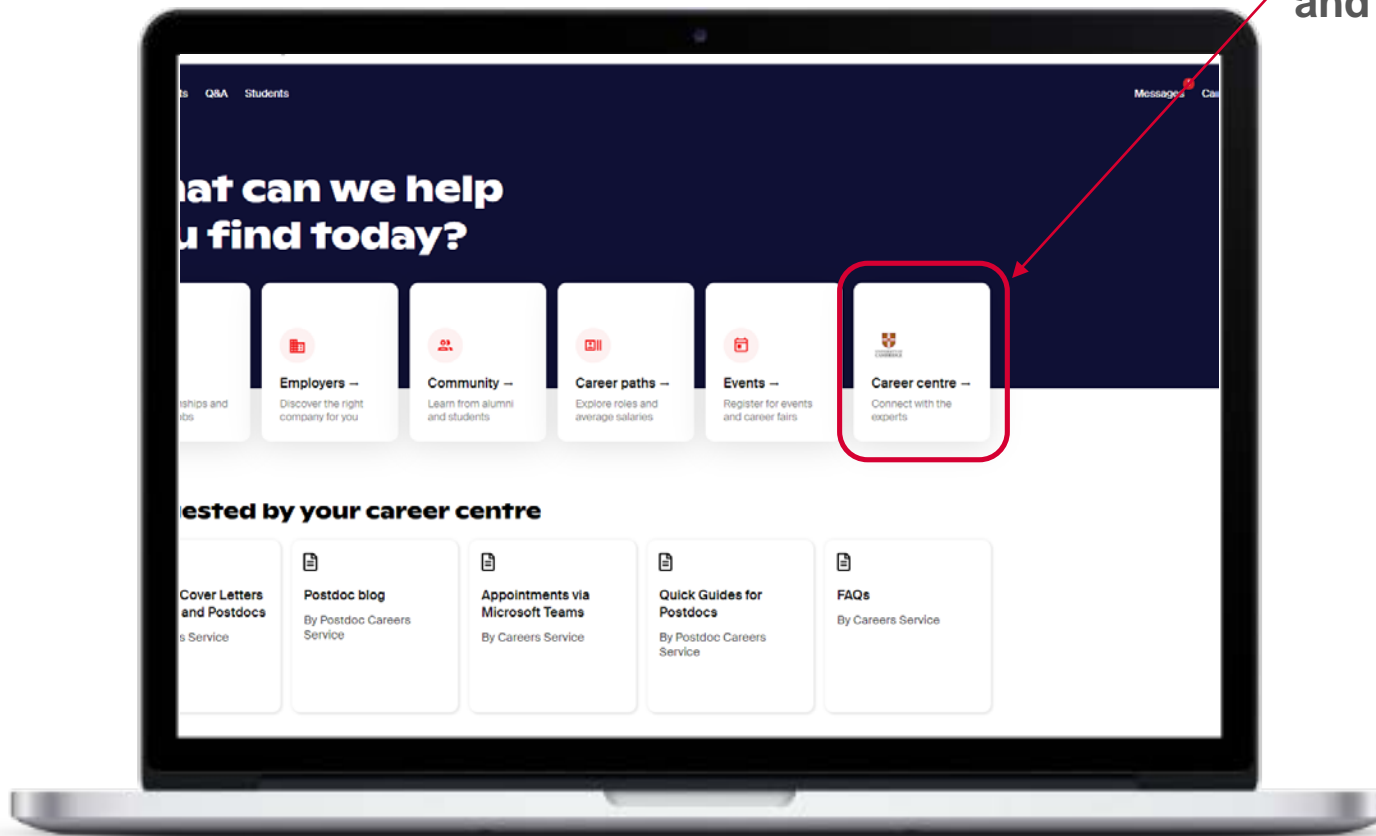 and
ts Q&A Students Messages Ca
at can we help
u find today?
Employers →
Community →
Career paths →
Events →
Career centre →
ships and
bs
Discover the right
company for you
Learn from alumni
and students
Explore roles and
average salaries
Register for events
and career fairs
Connect with the
experts
ested by your career centre
Cover Letters
and Postdocs
s Service
Postdoc blog
By Postdoc Careers
Service
Appointments via
Microsoft Teams
By Careers Service
Quick Guides for
Postdocs
By Postdoc Careers
Service
FAQs
By Careers Service